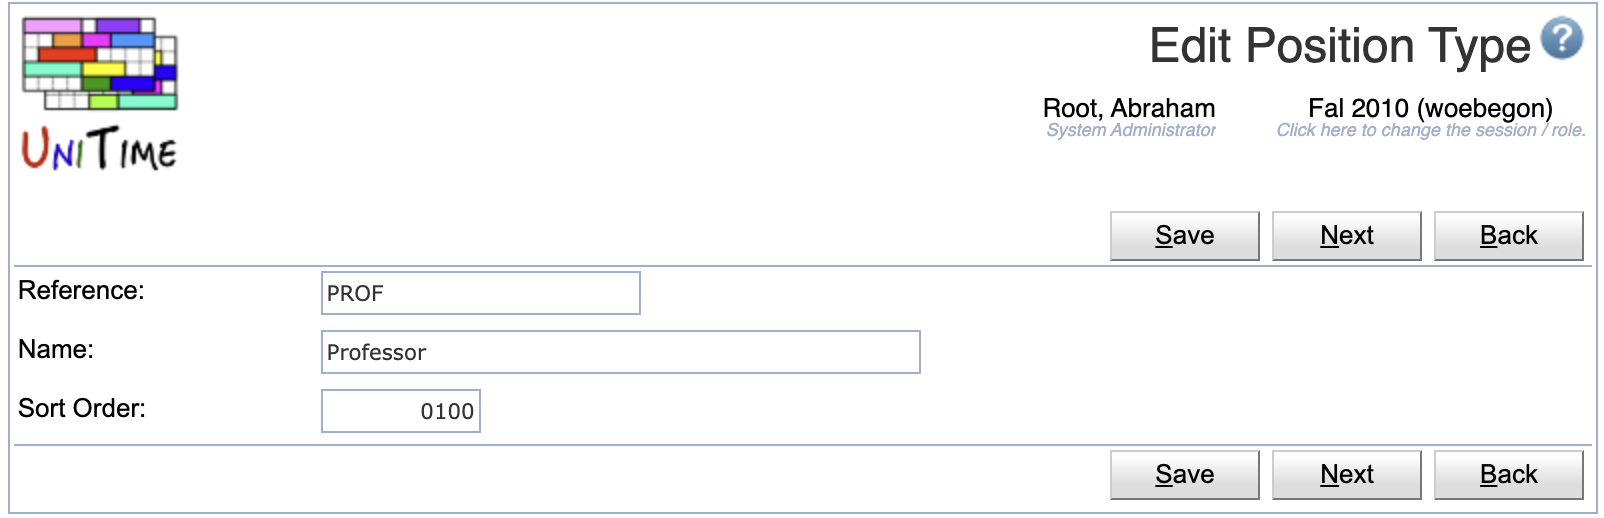 Edit Position Type
UNITIME
Root, Abraham
System Administrator
Fal 2010 (woebegon)
Click here to change the session / role.
Save Next Back
Reference: PROF
Name: Professor
Sort Order: 0100
Save Next Back